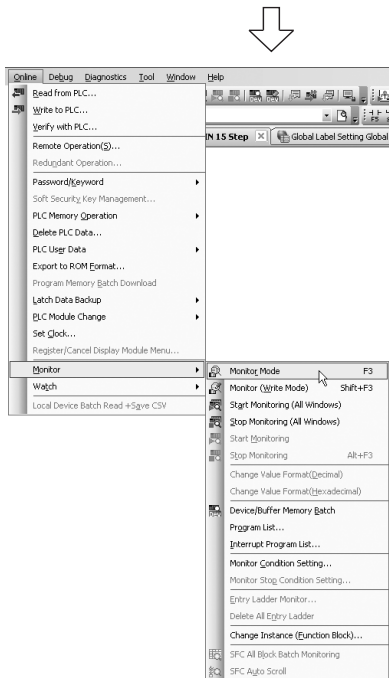 Online Debug Diagnostics Tool Window Help
IN 15 Step Global Label Setting Global
Read from PLC...
Write to PLC...
Verify with PLC...
Remote Operation(S)...
Redundant Operation...
Password/Keyword
Soft Security Key Management...
PLC Memory Operation
Delete PLC Data...
PLC User Data
Export to ROM Format...
Program Memory Batch Download
Latch Data Backup
PLC Module Change
Set Clock...
Register/Cancel Display Module Menu...
Monitor
Watch
Local Device Batch Read +Save CSV
Monitor Mode F3
Monitor (Write Mode) Shift+F3
Start Monitoring (All Windows)
Stop Monitoring (All Windows)
Start Monitoring
Stop Monitoring Alt+F3
Change Value Format(Decimal)
Change Value Format(Hexadecimal)
Device/Buffer Memory Batch
Program List...
Interrupt Program List...
Monitor Condition Setting...
Monitor Stop Condition Setting...
Entry Ladder Monitor...
Delete All Entry Ladder
Change Instance (Function Block)...
SFC All Block Batch Monitoring
SFC Auto Scroll